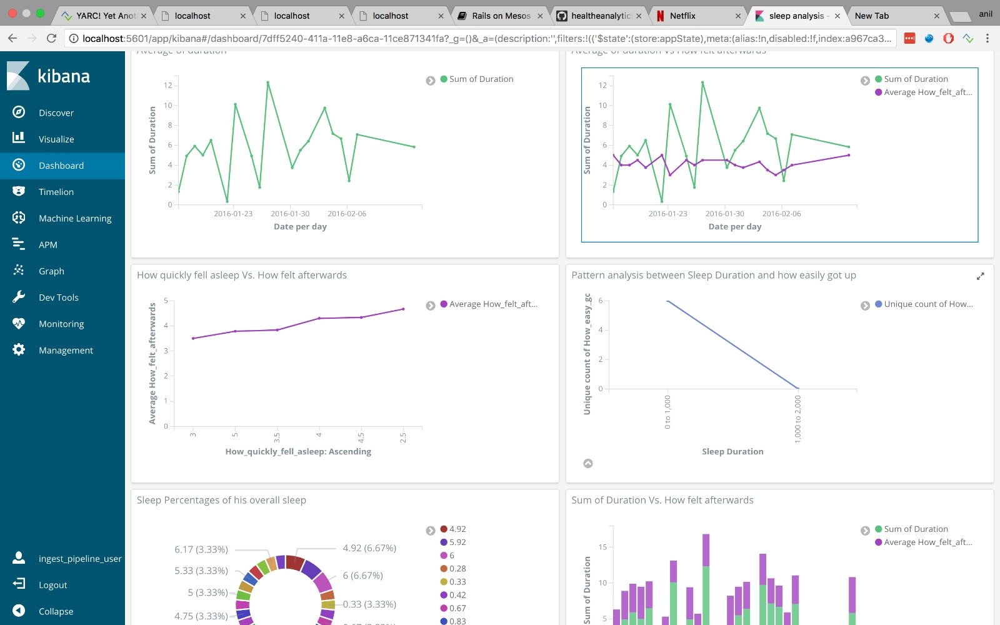 YARC! Yet Anot
localhost
localhost
localhost
Rails on Mesos
healtheanalytic
Netflix
sleep analysis -
New Tab
anil
localhost:5601/app/kibana#/dashboard/7dff5240-411a-11e8-a6ca-11ce871341fa?_g=()&_a=(description:'',filters:!(('$state':(store:appState),meta:(alias:!n,disabled:!f,index:a967ca3...
kibana
Discover
Visualize
Dashboard
Timelion
Machine Learning
APM
Graph
Dev Tools
Monitoring
Management
ingest_pipeline_user
Logout
Collapse
Average of duration
Sum of Duration
12
10
8
6
4
2
0
2016-01-23
2016-01-30
2016-02-06
Date per day
Sum of Duration
Average of duration Vs How felt afterwards
Sum of Duration
12
10
8
6
4
2
0
2016-01-23
2016-01-30
2016-02-06
Date per day
Sum of Duration
Average How_felt_aft...
How quickly fell asleep Vs. How felt afterwards
Average How_felt_afterwards
5
4
3
2
1
0
3
5
3.5
4
4.5
2.5
How_quickly_fell_asleep: Ascending
Average How_felt_aft...
Pattern analysis between Sleep Duration and how easily got up
Unique count of How_easy_gc
6
4
2
0
0 to 1,000
1,000 to 2,000
Sleep Duration
Unique count of How...
Sleep Percentages of his overall sleep
6.17 (3.33%)
5.33 (3.33%)
5 (3.33%)
4.75 (3.33%)
4.92 (6.67%)
6 (6.67%)
0.33 (3.33%)
4.92
5.92
6
0.28
0.33
0.42
0.67
0.83
Sum of Duration Vs. How felt afterwards
Sum of Duration
15
10
5
Sum of Duration
Average How_felt_aft...